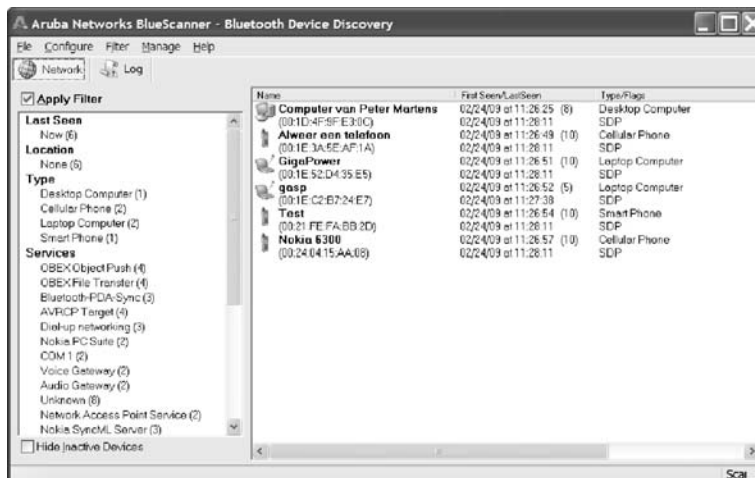 Aruba Networks BlueScanner - Bluetooth Device Discovery
File Configure Filter Manage Help
Network Log
Apply Filter
Last Seen
Now (6)
Location
None (6)
Type
Desktop Computer (1)
Cellular Phone (2)
Laptop Computer (2)
Smart Phone (1)
Services
OBEX Object Push (4)
OBEX File Transfer (4)
Bluetooth-PDA-Sync (3)
AVRCP Target (4)
Dial-up networking (3)
Nokia PC Suite (2)
COM 1 (2)
Voice Gateway (2)
Audio Gateway (2)
Unknown (8)
Network Access Point Service (2)
Nokia SyncML Server (3)
Hide Inactive Devices
Name First Seen/LastSeen Type/Flags
Computer van Peter Martens 02/24/09 at 11:26:25 (8) Desktop Computer
(00:1D:4F:9F:E3:0C) 02/24/09 at 11:28:11 SDP
Alweer een telefoon 02/24/09 at 11:26:49 (10) Cellular Phone
(00:1E:3A:5E:AF:1A) 02/24/09 at 11:28:11 SDP
GigaPower 02/24/09 at 11:26:51 (10) Laptop Computer
(00:1E:52:D4:35:E5) 02/24/09 at 11:28:11 SDP
gasp 02/24/09 at 11:26:52 (5) Laptop Computer
(00:1E:C2:B7:24:E7) 02/24/09 at 11:27:38 SDP
Test 02/24/09 at 11:26:54 (10) Smart Phone
(00:21:FE:FA:BB:2D) 02/24/09 at 11:28:11 SDP
Nokia 6300 02/24/09 at 11:26:57 (10) Cellular Phone
(00:24:04:15:AA:08) 02/24/09 at 11:28:11 SDP